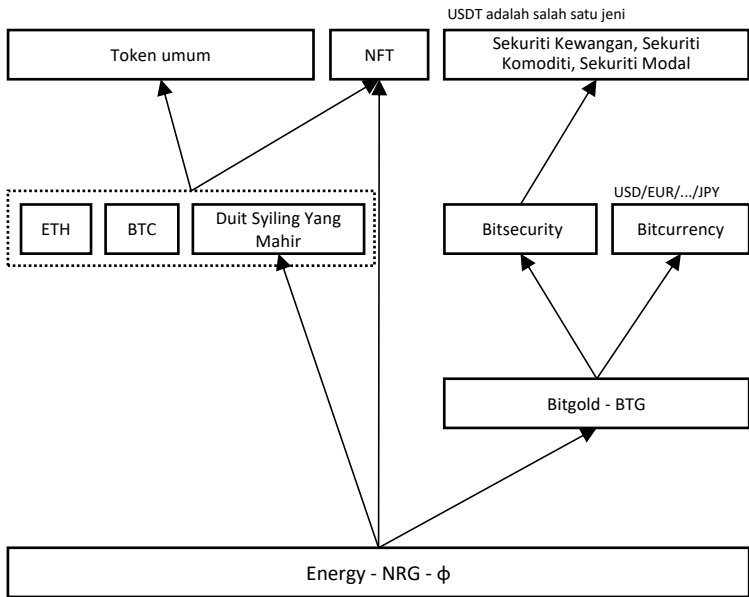 USDT adalah salah satu jeni
Token umum
NFT
Sekuriti Kewangan, Sekuriti
Komoditi, Sekuriti Modal
USD/EUR/.../JPY
ETH
BTC
Duit Syiling Yang
Mahir
Bitsecurity
Bitcurrency
Bitgold - BTG
Energy - NRG - ф